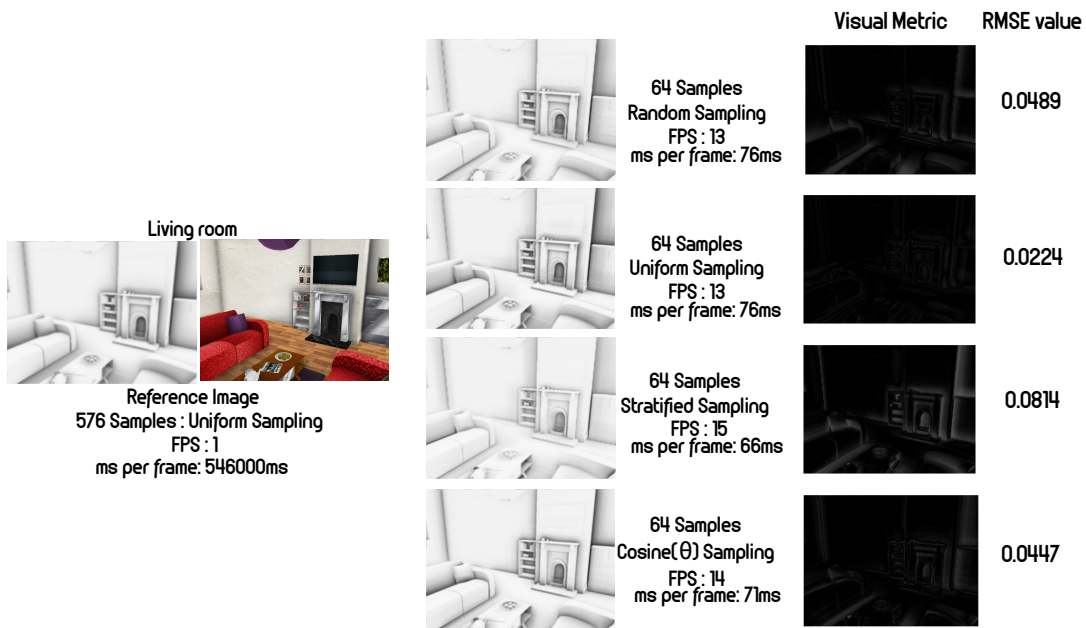 Visual Metric RMSE value
64 Samples
Random Sampling
FPS : 13
ms per frame: 76ms
0.0489
64 Samples
Uniform Sampling
FPS : 13
ms per frame: 76ms
0.0224
Living room
Reference Image
576 Samples : Uniform Sampling
FPS : 1
ms per frame: 546000ms
64 Samples
Stratified Sampling
FPS : 15
ms per frame: 66ms
0.0814
64 Samples
Cosine(θ) Sampling
FPS : 14
ms per frame: 71ms
0.0447